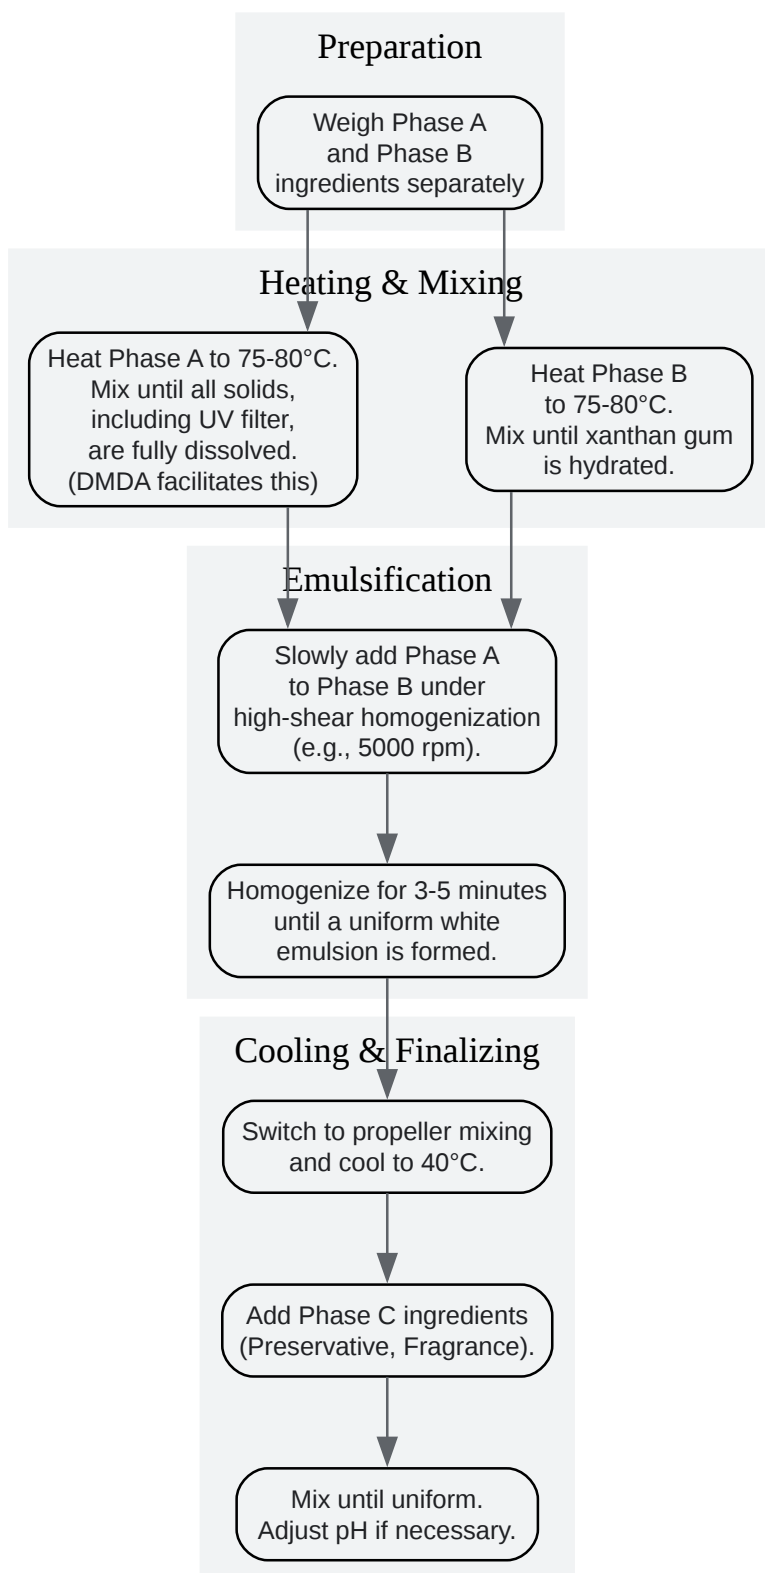 Preparation
Weigh Phase A
and Phase B
ingredients separately
Heating & Mixing
Heat Phase A to 75-80°C.
Mix until all solids,
including UV filter,
are fully dissolved.
(DMDA facilitates this)
Heat Phase B
to 75-80°C.
Mix until xanthan gum
is hydrated.
Emulsification
Slowly add Phase A
to Phase B under
high-shear homogenization
(e.g., 5000 rpm).
Homogenize for 3-5 minutes
until a uniform white
emulsion is formed.
Cooling & Finalizing
Switch to propeller mixing
and cool to 40°C.
Add Phase C ingredients
(Preservative, Fragrance).
Mix until uniform.
Adjust pH if necessary.